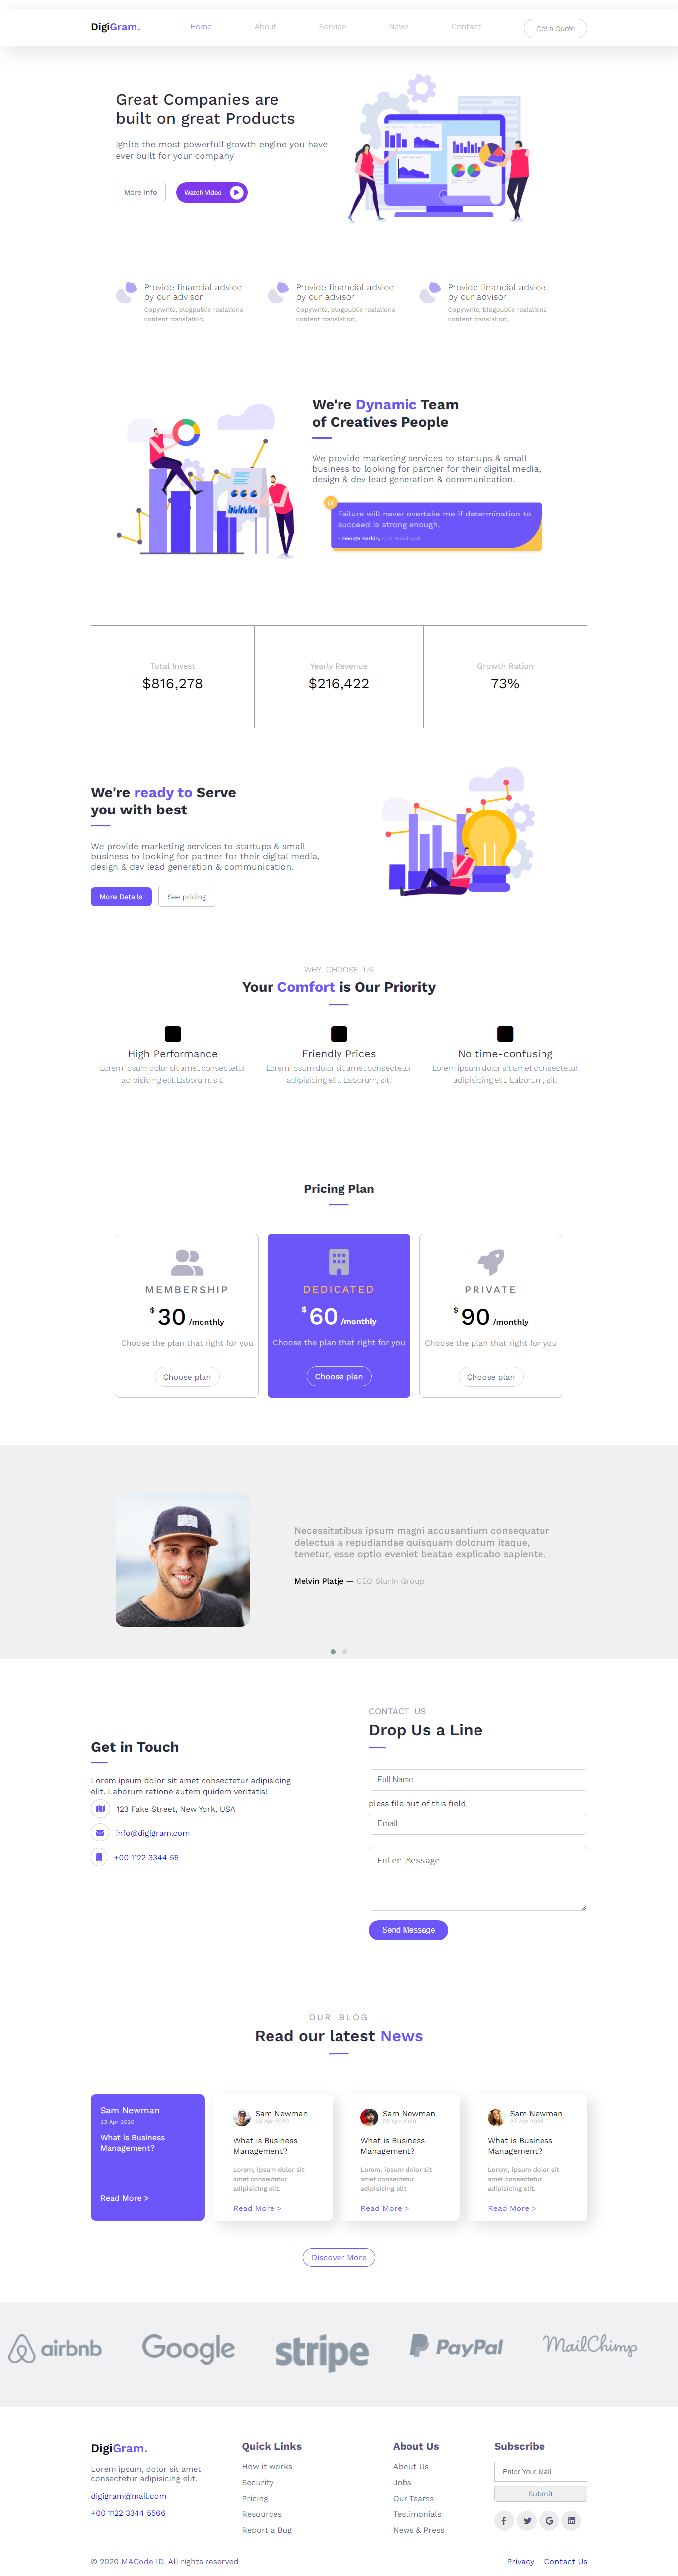 DigiGram.
Home
About
Service
News
Contact
Get a Quote
Great Companies are
built on great Products
Ignite the most powerfull growth engine you have
ever built for your company
More Info
Watch Video
Provide financial advice
by our advisor
Copywrite, blogpublic realations
content translation.
Provide financial advice
by our advisor
Copywrite, blogpublic realations
content translation.
Provide financial advice
by our advisor
Copywrite, blogpublic realations
content translation.
We're Dynamic Team
of Creatives People
We provide marketing services to startups & small
business to looking for partner for their digital media,
design & dev lead generation & communication.
Failure will never overtake me if determination to
succeed is strong enough.
- George Barkin, CTO Bukalapak
Total Invest
$816,278
Yearly Revenue
$216,422
Growth Ration
73%
We're ready to Serve
you with best
We provide marketing services to startups & small
business to looking for partner for their digital media,
design & dev lead generation & communication.
More Details
See pricing
WHY CHOOSE US
Your Comfort is Our Priority
High Performance
Lorem ipsum dolor sit amet consectetur
adipisicing elit.Laborum, sit.
Friendly Prices
Lorem ipsum dolor sit amet consectetur
adipisicing elit. Laborum, sit.
No time-confusing
Lorem ipsum dolor sit amet consectetur
adipisicing elit. Laborum, sit.
Pricing Plan
MEMBERSHIP
$ 30 /monthly
Choose the plan that right for you
Choose plan
DEDICATED
$ 60 /monthly
Choose the plan that right for you
Choose plan
PRIVATE
$ 90 /monthly
Choose the plan that right for you
Choose plan
Necessitatibus ipsum magni accusantium consequatur
delectus a repudiandae quisquam dolorum itaque,
tenetur, esse optio eveniet beatae explicabo sapiente.
Melvin Platje — CEO Slurin Group
Get in Touch
Lorem ipsum dolor sit amet consectetur adipisicing
elit. Laborum ratione autem quidem veritatis!
123 Fake Street, New York, USA
info@digigram.com
+00 1122 3344 55
CONTACT US
Drop Us a Line
Full Name
pless file out of this field
Email
Enter Message
Send Message
OUR BLOG
Read our latest News
Sam Newman
23 Apr 2020
What is Business
Management?
Read More >
Sam Newman
23 Apr 2020
What is Business
Management?
Lorem, ipsum dolor sit
amet consectetur
adipisicing elit.
Read More >
Sam Newman
23 Apr 2020
What is Business
Management?
Lorem, ipsum dolor sit
amet consectetur
adipisicing elit.
Read More >
Sam Newman
23 Apr 2020
What is Business
Management?
Lorem, ipsum dolor sit
amet consectetur
adipisicing elit.
Read More >
Discover More
airbnb
Google
stripe
PayPal
MailChimp
DigiGram.
Lorem, ipsum dolor sit amet
consectetur adipisicing elit.
digigram@mail.com
+00 1122 3344 5566
Quick Links
How it works
Security
Pricing
Resources
Report a Bug
About Us
About Us
Jobs
Our Teams
Testimonials
News & Press
Subscribe
Enter Your Mail..
Submit
© 2020 MACode ID. All rights reserved
Privacy
Contact Us